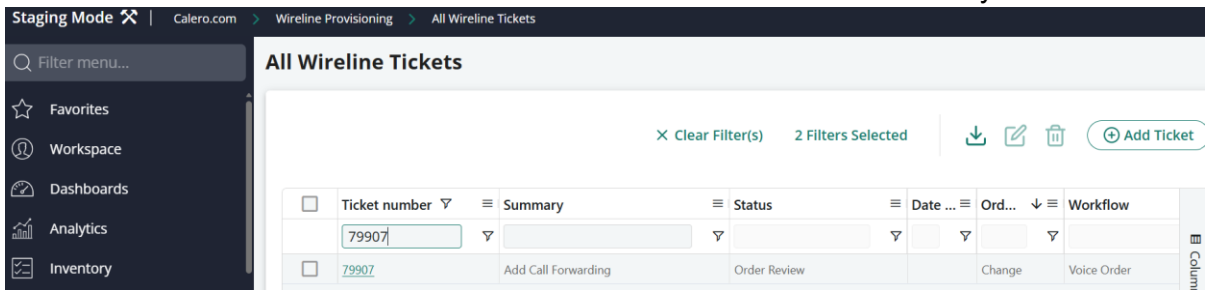 Staging Mode | Calero.com > Wireline Provisioning > All Wireline Tickets
Filter menu...
All Wireline Tickets
Favorites
Workspace
Dashboards
Analytics
Inventory
Clear Filter(s) 2 Filters Selected Add Ticket
Ticket number Summary Status Date ... Ord... Workflow
79907
79907 Add Call Forwarding Order Review Change Voice Order